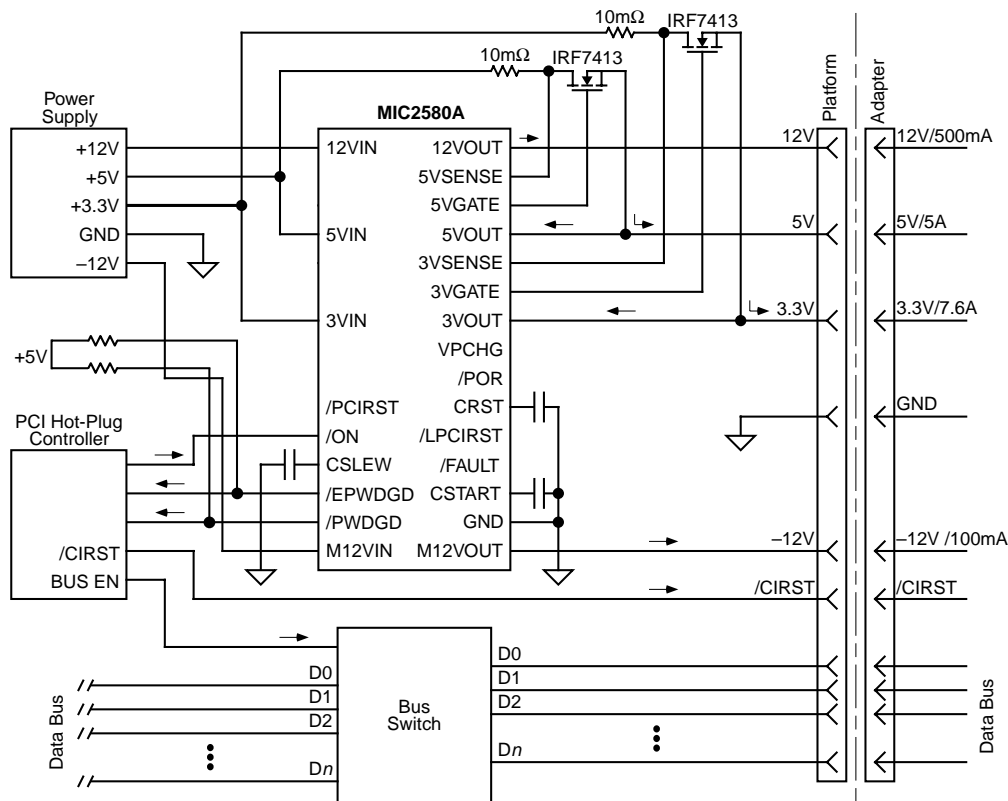 10mΩ
IRF7413
10mΩ
IRF7413
Power
Supply
+12V
+5V
+3.3V
GND
–12V
MIC2580A
12VIN
5VIN
3VIN
/PCIRST
/ON
CSLEW
/EPWDGD
/PWDGD
M12VIN
12VOUT
5VSENSE
5VGATE
5VOUT
3VSENSE
3VGATE
3VOUT
VPCHG
/POR
CRST
/LPCIRST
/FAULT
CSTART
GND
M12VOUT
+5V
PCI Hot-Plug
Controller
/CIRST
BUS EN
Platform
Adapter
12V
12V/500mA
5V
5V/5A
3.3V
3.3V/7.6A
GND
–12V
–12V /100mA
/CIRST
/CIRST
Data Bus
D0
D1
D2
Dn
Bus
Switch
D0
D1
D2
Dn
Data Bus